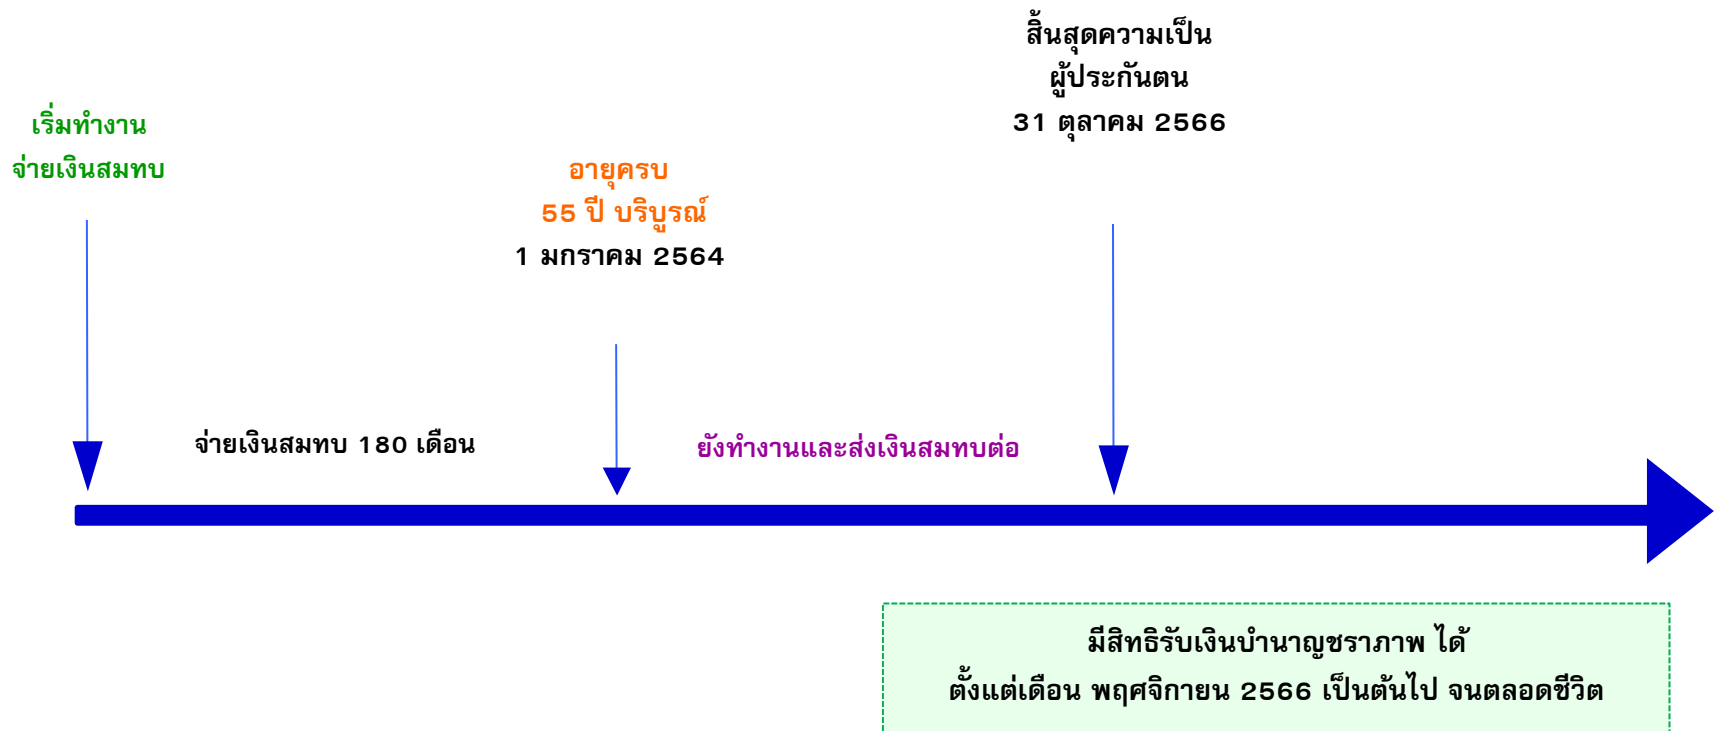 สิ้นสุดความเป็น
ผู้ประกันตน
31 ตุลาคม 2566
เริ่มทำงาน
จ่ายเงินสมทบ
อายุครบ
55 ปี บริบูรณ์
1 มกราคม 2564
จ่ายเงินสมทบ 180 เดือน
ยังทำงานและส่งเงินสมทบต่อ
มีสิทธิรับเงินบำนาญชราภาพ ได้
ตั้งแต่เดือน พฤศจิกายน 2566 เป็นต้นไป จนตลอดชีวิต